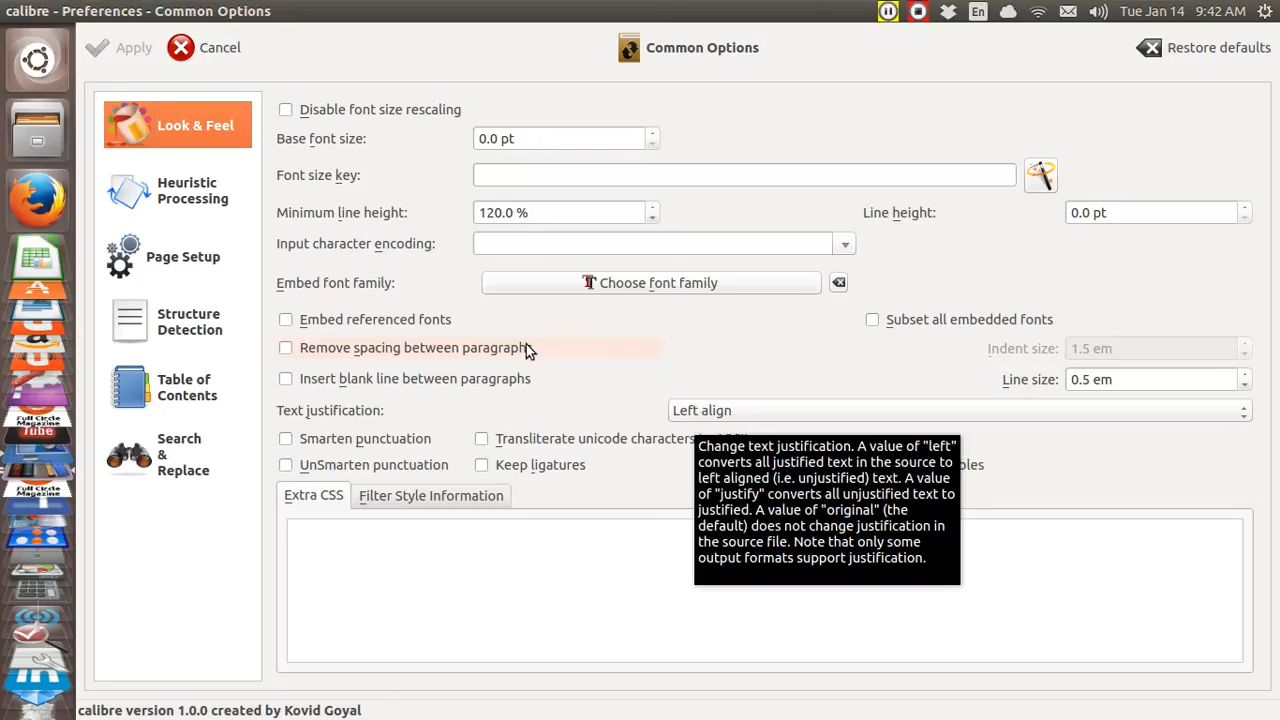 calibre - Preferences - Common Options
En
Tue Jan 14 9:42 AM
Apply
Cancel
Common Options
Restore defaults
Look & Feel
Heuristic
Processing
Page Setup
Structure
Detection
Table of
Contents
Search
&
Replace
Disable font size rescaling
Base font size: 0.0 pt
Font size key:
Minimum line height: 120.0 % Line height: 0.0 pt
Input character encoding:
Embed font family: Choose font family
Embed referenced fonts Subset all embedded fonts
Remove spacing between paragraphs Indent size: 1.5 em
Insert blank line between paragraphs Line size: 0.5 em
Text justification: Left align
Smarten punctuation Transliterate unicode characters
UnSmarten punctuation Keep ligatures
Change text justification. A value of "left"
converts all justified text in the source to
left aligned (i.e. unjustified) text. A value
of "justify" converts all unjustified text to
justified. A value of "original" (the
default) does not change justification in
the source file. Note that only some
output formats support justification.
Extra CSS Filter Style Information
Full Circle
Magazine
Tube
Full Circle
Magazine
in
calibre version 1.0.0 created by Kovid Goyal